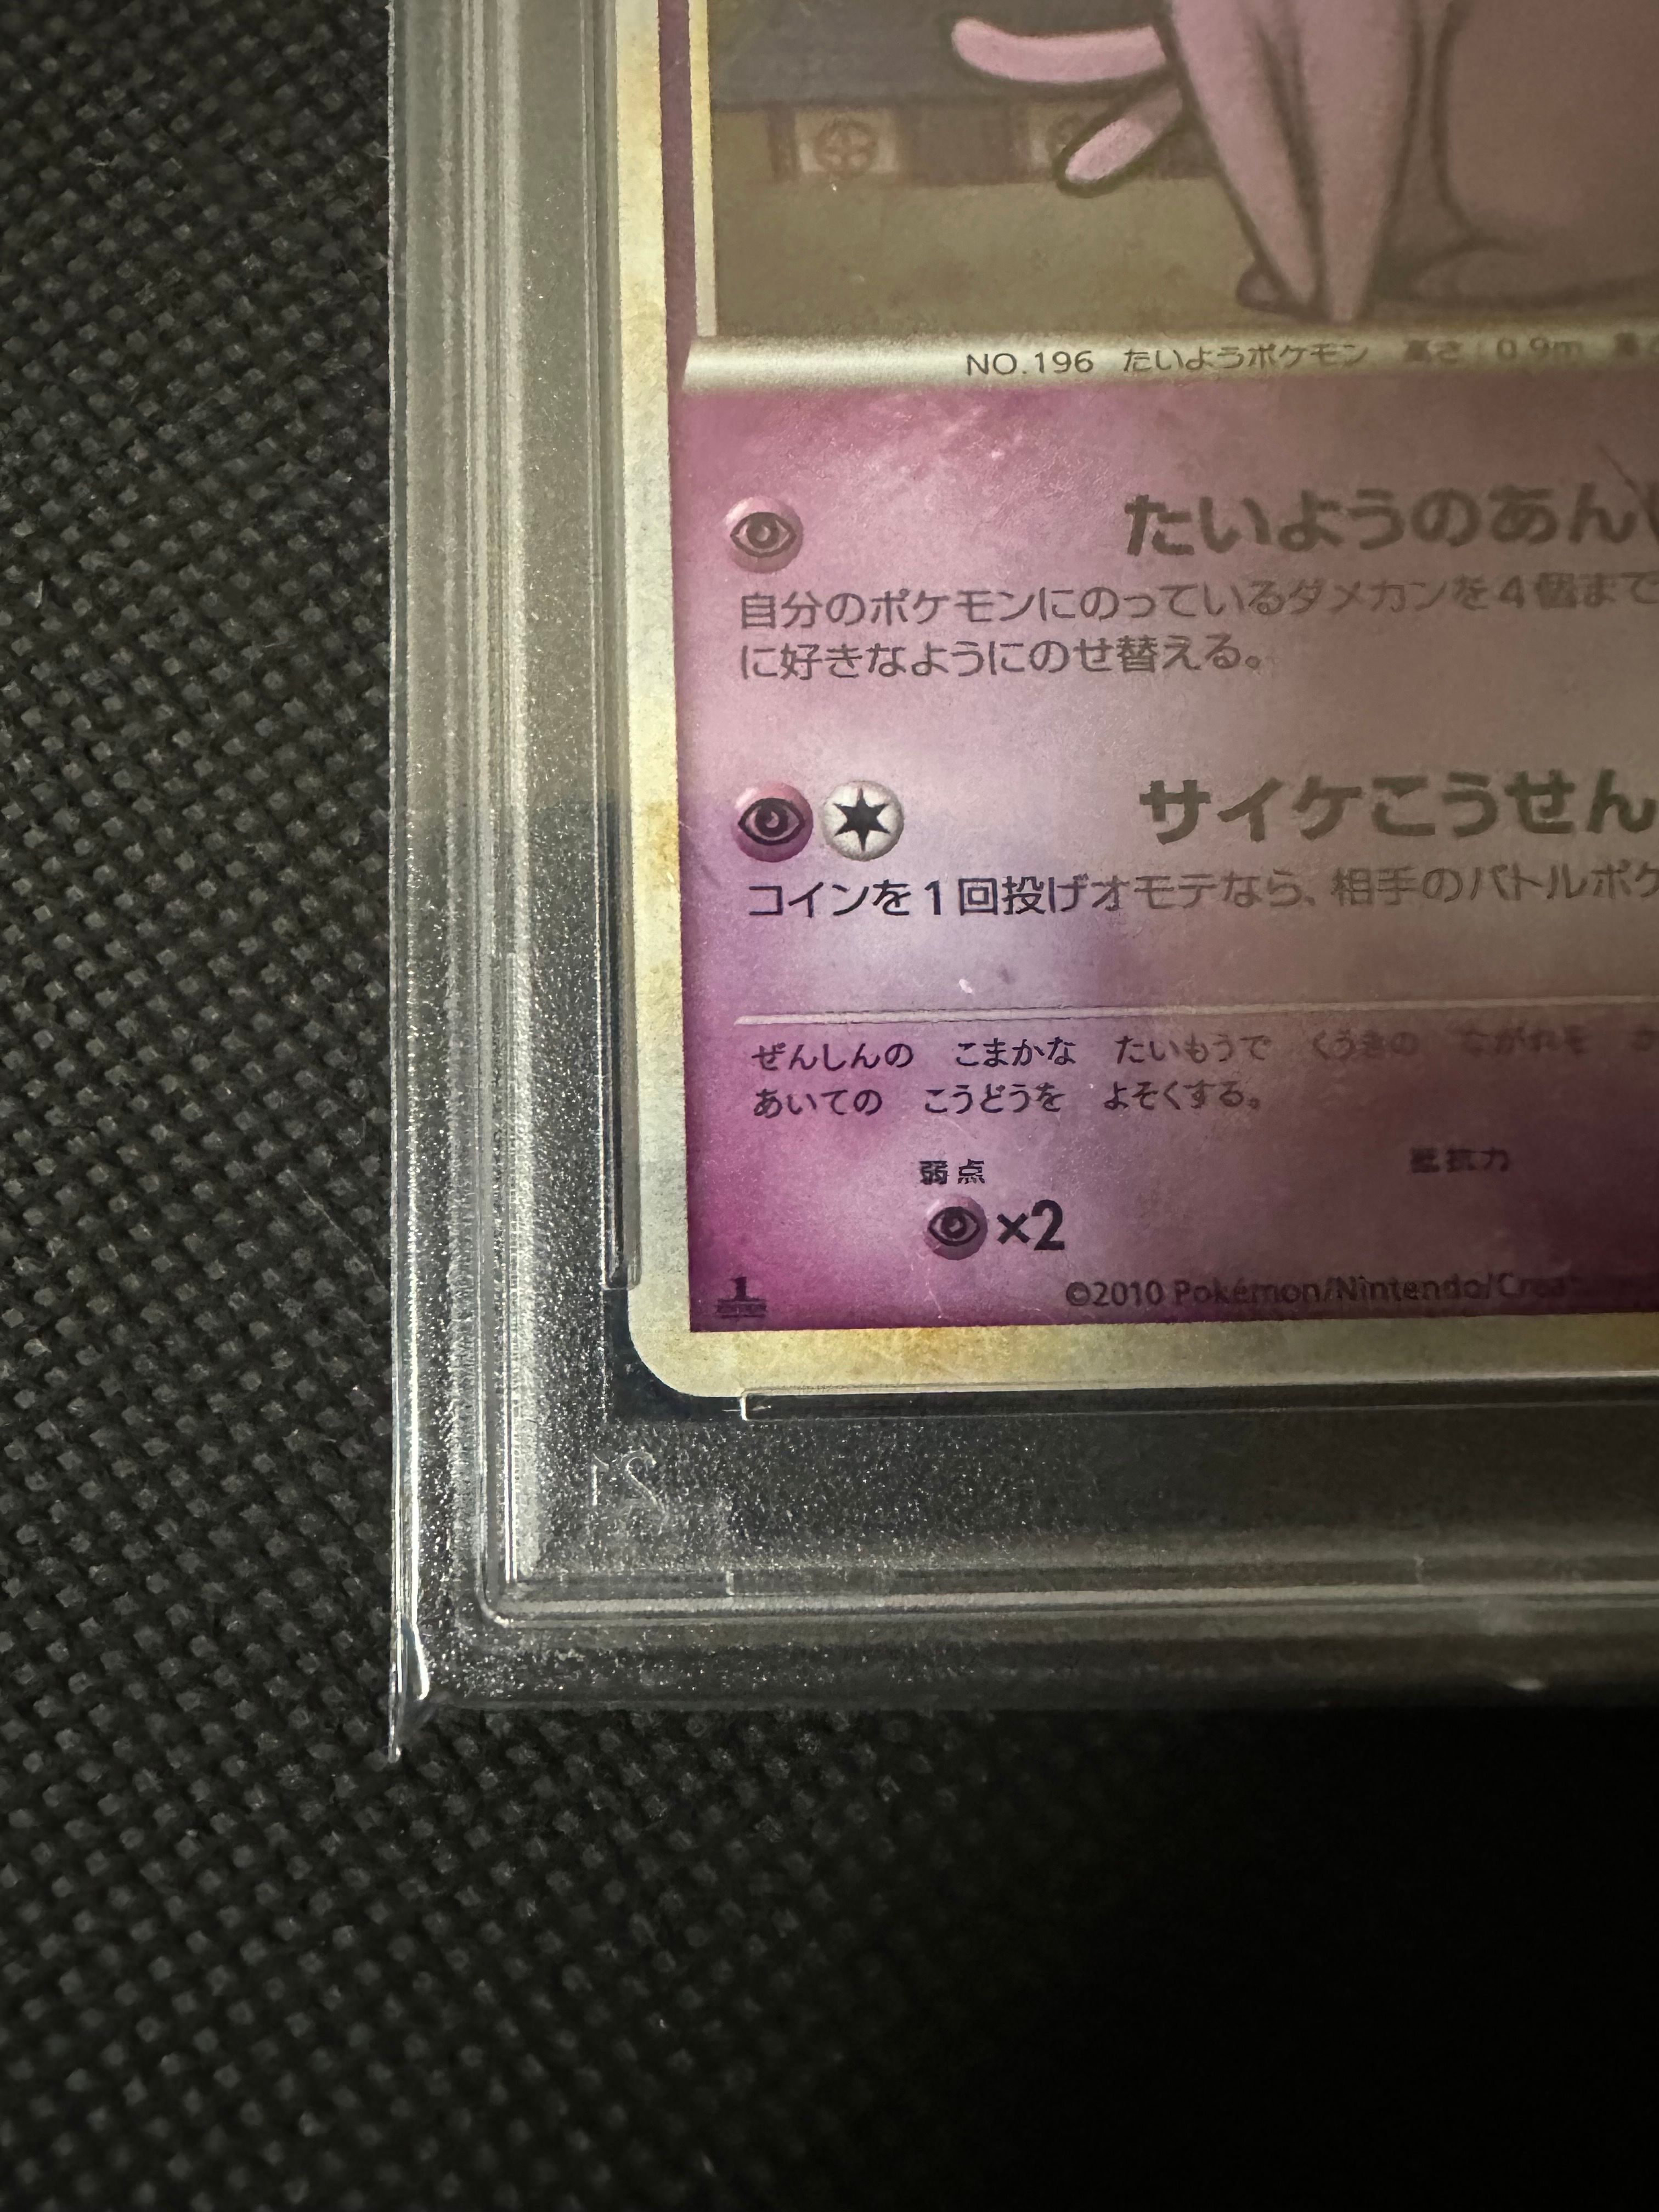 NO.196 たいようポケモン 高さ：0.9m
たいようのあん
自分のポケモンにのっているダメカンを4個まで
に好きなようにのせ替える。
サイケこうせん
コインを1回投げオモテなら、相手のバトルポケ
ぜんしんの こまかな たいもうで くうきの ながれを か
あいての こうどうを よそくする。
弱点 抵抗力
×2
1 EDITION
©2010 Pokémon/Nintendo/Crea
21